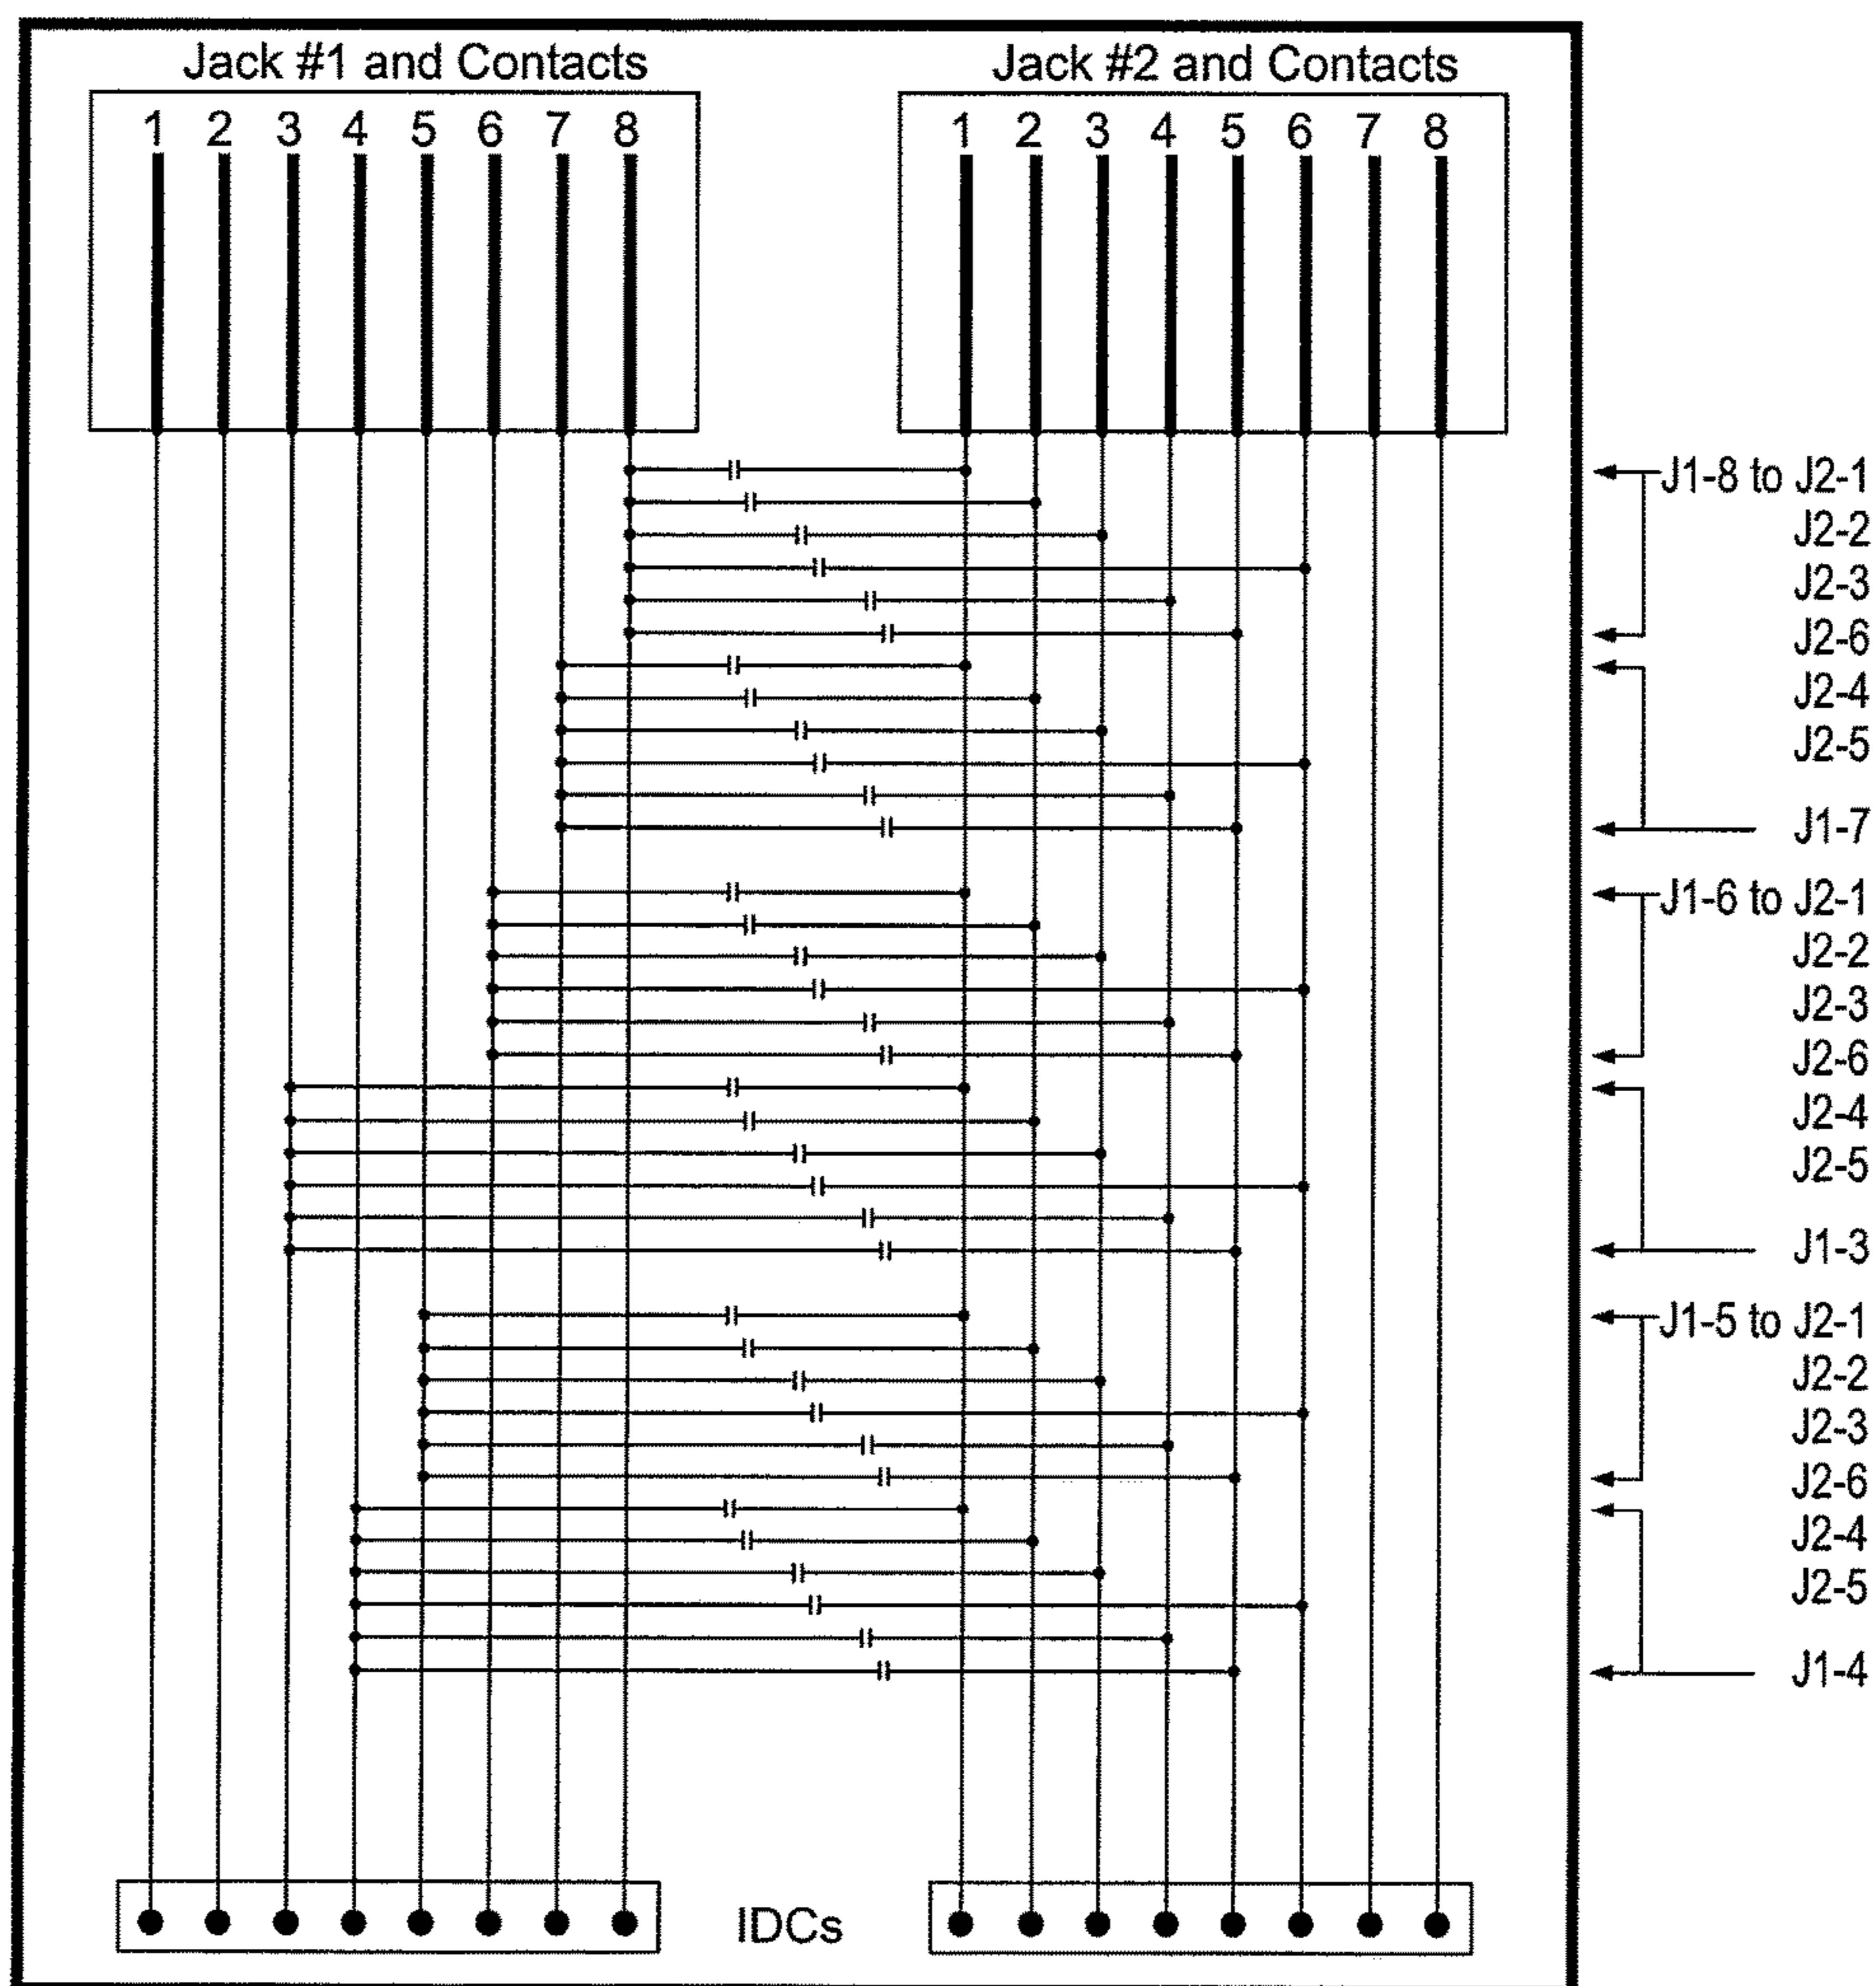 Jack #1 and Contacts
Jack #2 and Contacts
1 2 3 4 5 6 7 8
1 2 3 4 5 6 7 8
J1-8 to J2-1
J2-2
J2-3
J2-6
J2-4
J2-5
J1-7
J1-6 to J2-1
J2-2
J2-3
J2-6
J2-4
J2-5
J1-3
J1-5 to J2-1
J2-2
J2-3
J2-6
J2-4
J2-5
J1-4
IDCs